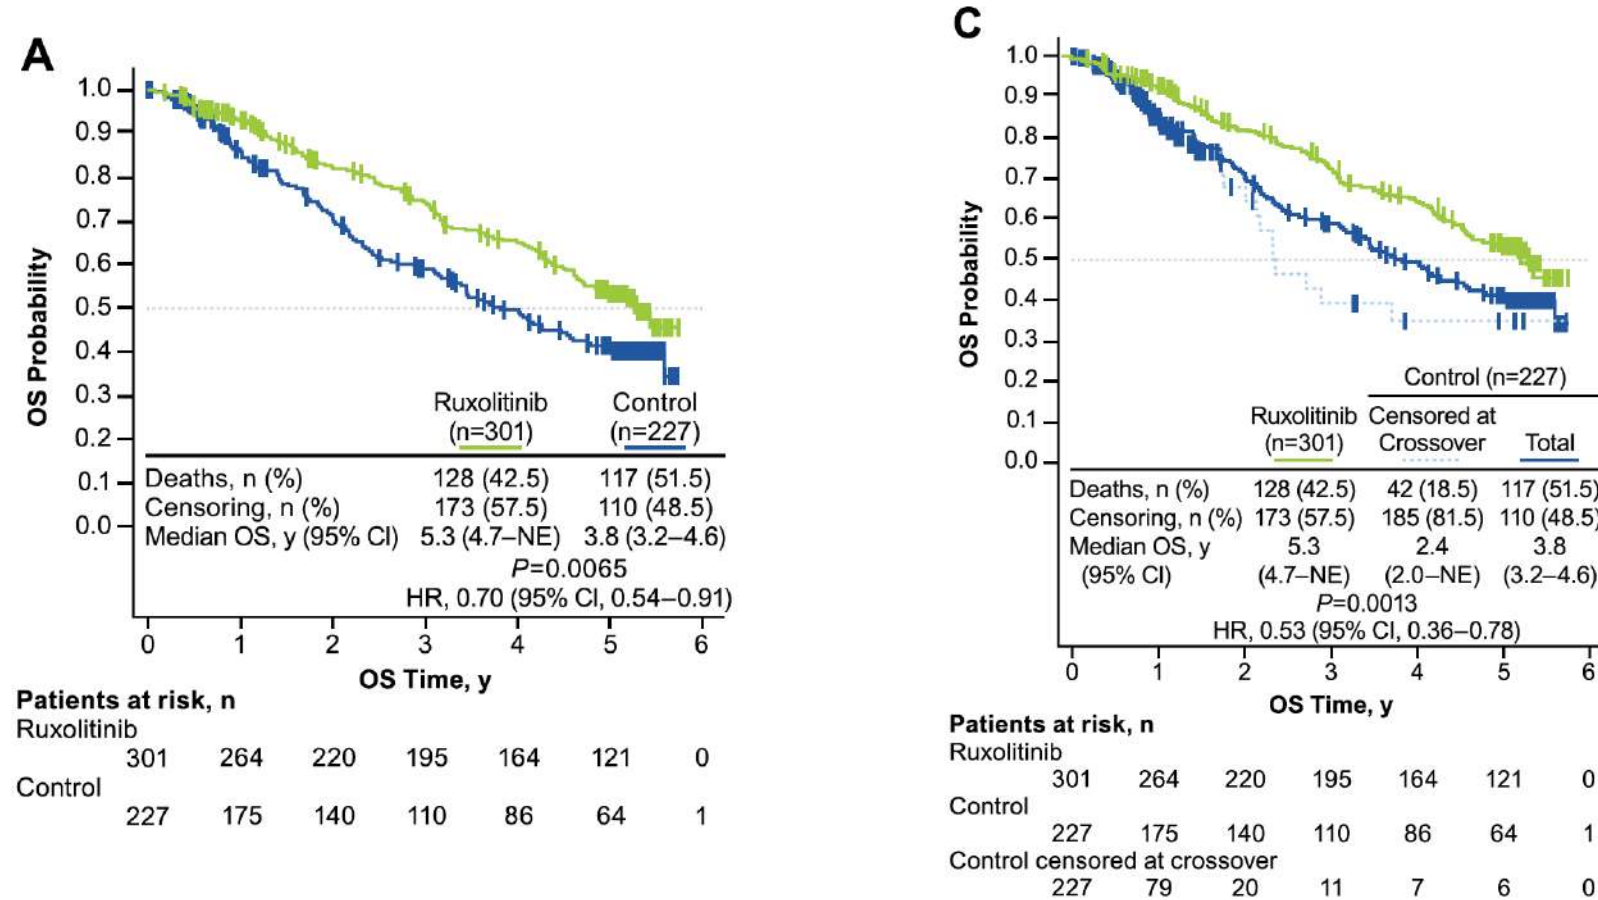 A
OS Probability
1.0
0.9
0.8
0.7
0.6
0.5
0.4
0.3
0.2
0.1
0.0
Ruxolitinib Control
(n=301) (n=227)
Deaths, n (%) 128 (42.5) 117 (51.5)
Censoring, n (%) 173 (57.5) 110 (48.5)
Median OS, y (95% CI) 5.3 (4.7–NE) 3.8 (3.2–4.6)
P=0.0065
HR, 0.70 (95% CI, 0.54–0.91)
0 1 2 3 4 5 6
OS Time, y
Patients at risk, n
Ruxolitinib
301 264 220 195 164 121 0
Control
227 175 140 110 86 64 1
C
OS Probability
1.0
0.9
0.8
0.7
0.6
0.5
0.4
0.3
0.2
0.1
0.0
Control (n=227)
Ruxolitinib Censored at
(n=301) Crossover Total
Deaths, n (%) 128 (42.5) 42 (18.5) 117 (51.5)
Censoring, n (%) 173 (57.5) 185 (81.5) 110 (48.5)
Median OS, y 5.3 2.4 3.8
(95% CI) (4.7–NE) (2.0–NE) (3.2–4.6)
P=0.0013
HR, 0.53 (95% CI, 0.36–0.78)
0 1 2 3 4 5 6
OS Time, y
Patients at risk, n
Ruxolitinib
301 264 220 195 164 121 0
Control
227 175 140 110 86 64 1
Control censored at crossover
227 79 20 11 7 6 0